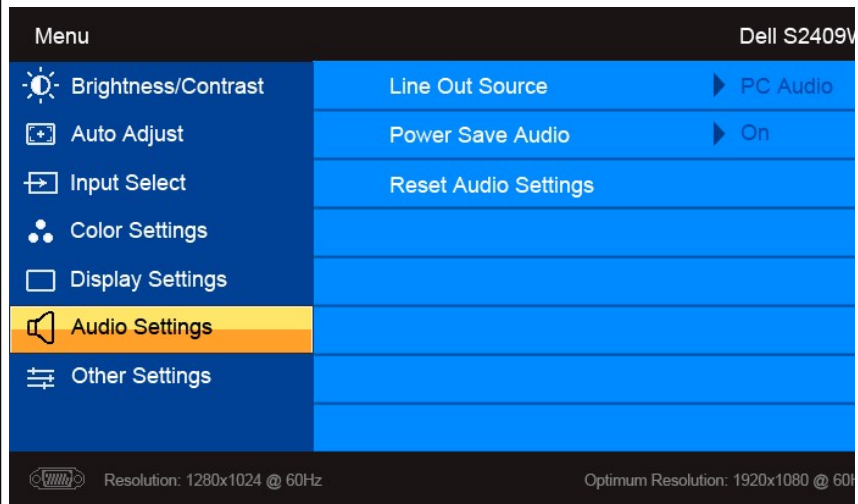 Menu Dell S2409W
Brightness/Contrast Line Out Source PC Audio
Auto Adjust Power Save Audio On
Input Select Reset Audio Settings
Color Settings
Display Settings
Audio Settings
Other Settings
Resolution: 1280x1024 @ 60Hz Optimum Resolution: 1920x1080 @ 60H